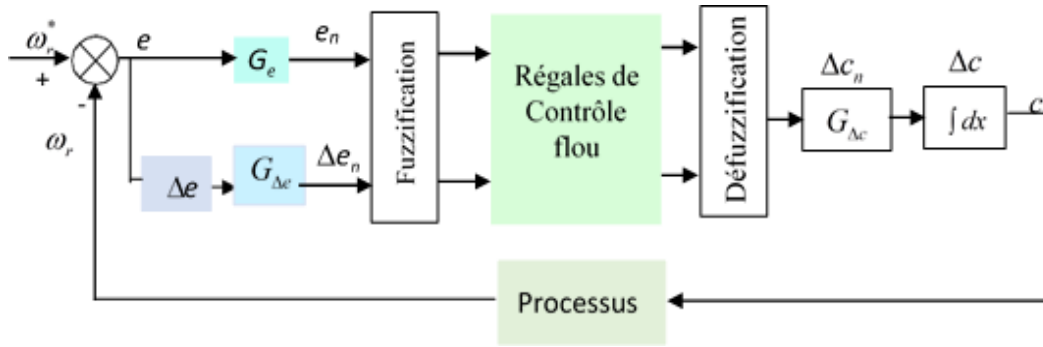 ω*r
+
-
e
Ge
en
Fuzzification
Régales de
Contrôle
flou
Défuzzification
Δcn
GΔc
Δc
∫ dx
c
ωr
Δe
GΔe
Δen
Processus